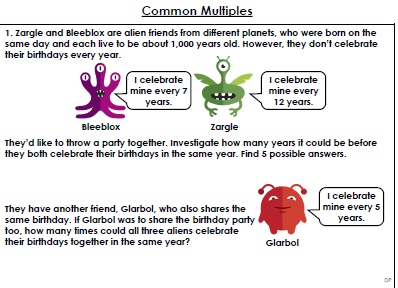 Common Multiples
1. Zargle and Bleeblox are alien friends from different planets, who were born on the
same day and each live to be about 1,000 years old. However, they don't celebrate
their birthdays every year.
I celebrate
mine every 7
years.
I celebrate
mine every
12 years.
Bleeblox
Zargle
They'd like to throw a party together. Investigate how many years it could be before
they both celebrate their birthdays in the same year. Find 5 possible answers.
They have another friend, Glarbol, who also shares the
same birthday. If Glarbol was to share the birthday party
too, how many times could all three aliens celebrate
their birthdays together in the same year?
I celebrate
mine every 5
years.
Glarbol
DP